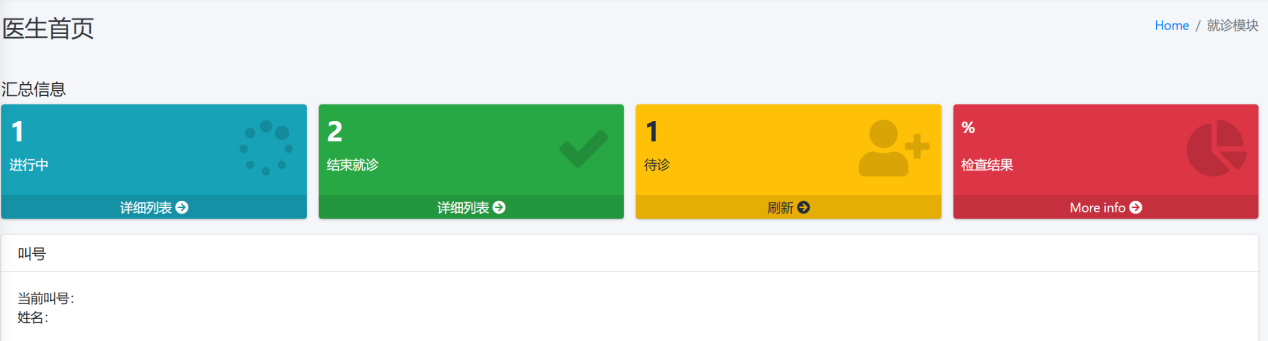 医生首页
Home / 就诊模块
汇总信息
1
进行中
详细列表
2
结束就诊
详细列表
1
待诊
刷新
%
检查结果
More info
叫号
当前叫号:
姓名: